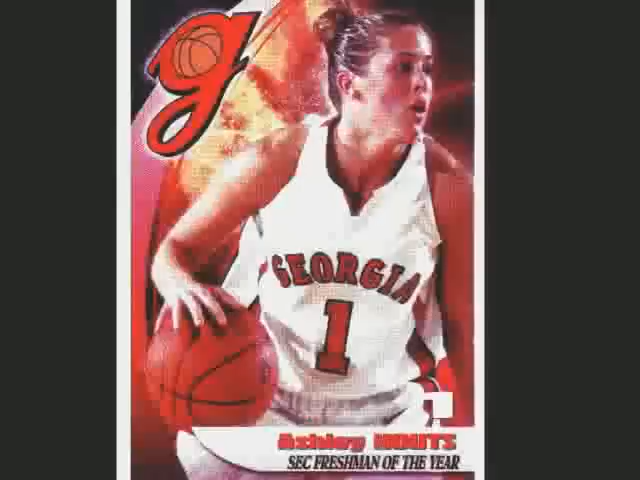 g
GEORGIA
1
Ashley HOUTS
SEC FRESHMAN OF THE YEAR